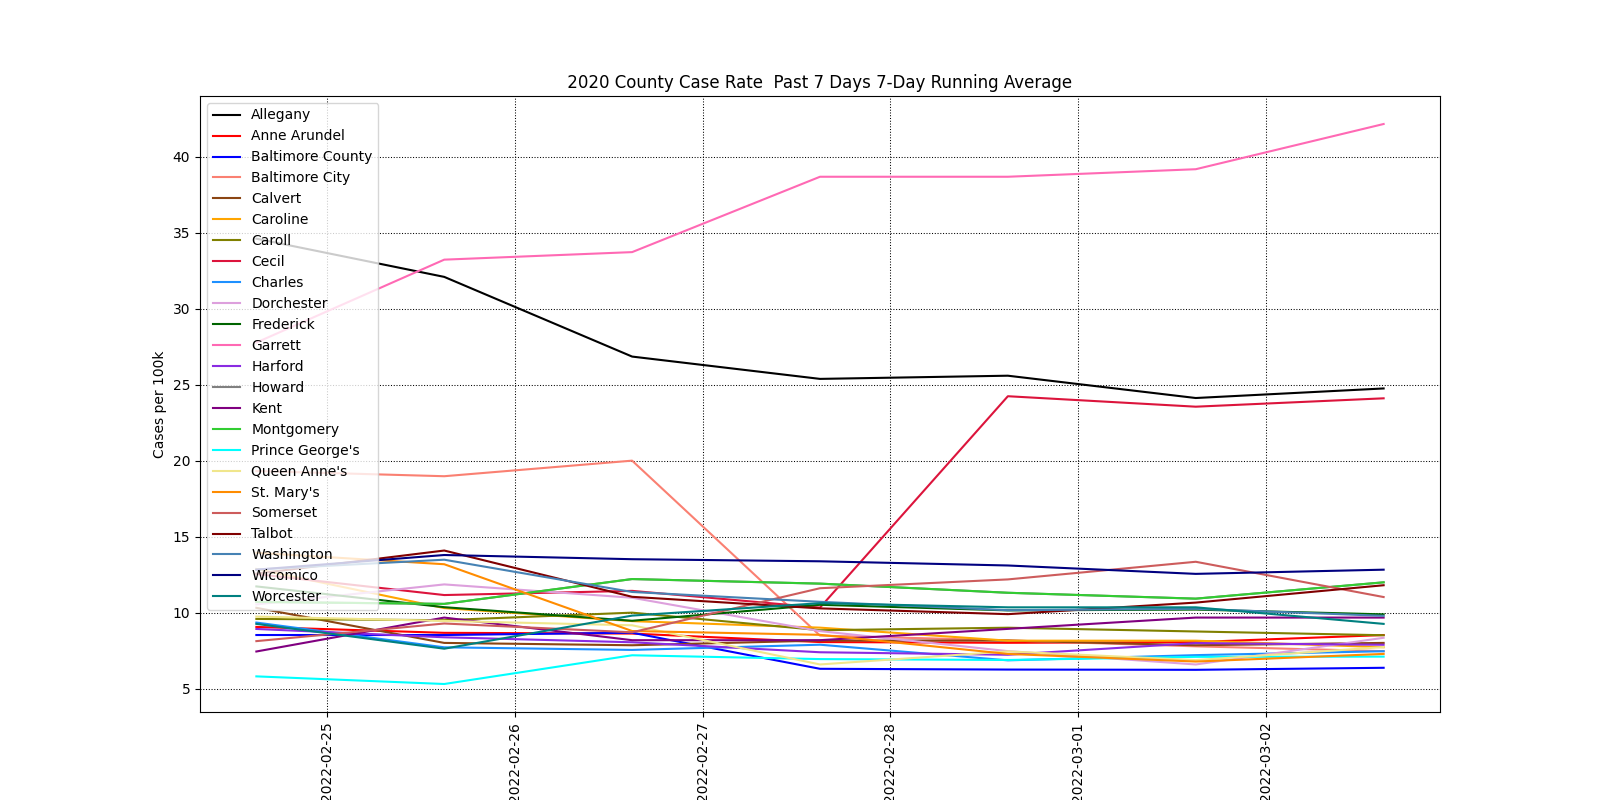 2020 County Case Rate  Past 7 Days 7-Day Running Average
Cases per 100k
40
35
30
25
20
15
10
5
Allegany
Anne Arundel
Baltimore County
Baltimore City
Calvert
Caroline
Caroll
Cecil
Charles
Dorchester
Frederick
Garrett
Harford
Howard
Kent
Montgomery
Prince George's
Queen Anne's
St. Mary's
Somerset
Talbot
Washington
Wicomico
Worcester
2022-02-25
2022-02-26
2022-02-27
2022-02-28
2022-03-01
2022-03-02